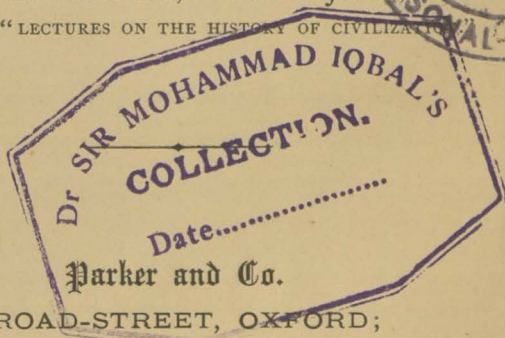 "LECTURES ON THE HISTORY OF CIVILIZATION"
Dr SIR MOHAMMAD IQBAL'S
COLLECTION.
Date....................
Parker and Co.
ROAD-STREET, OXFORD;